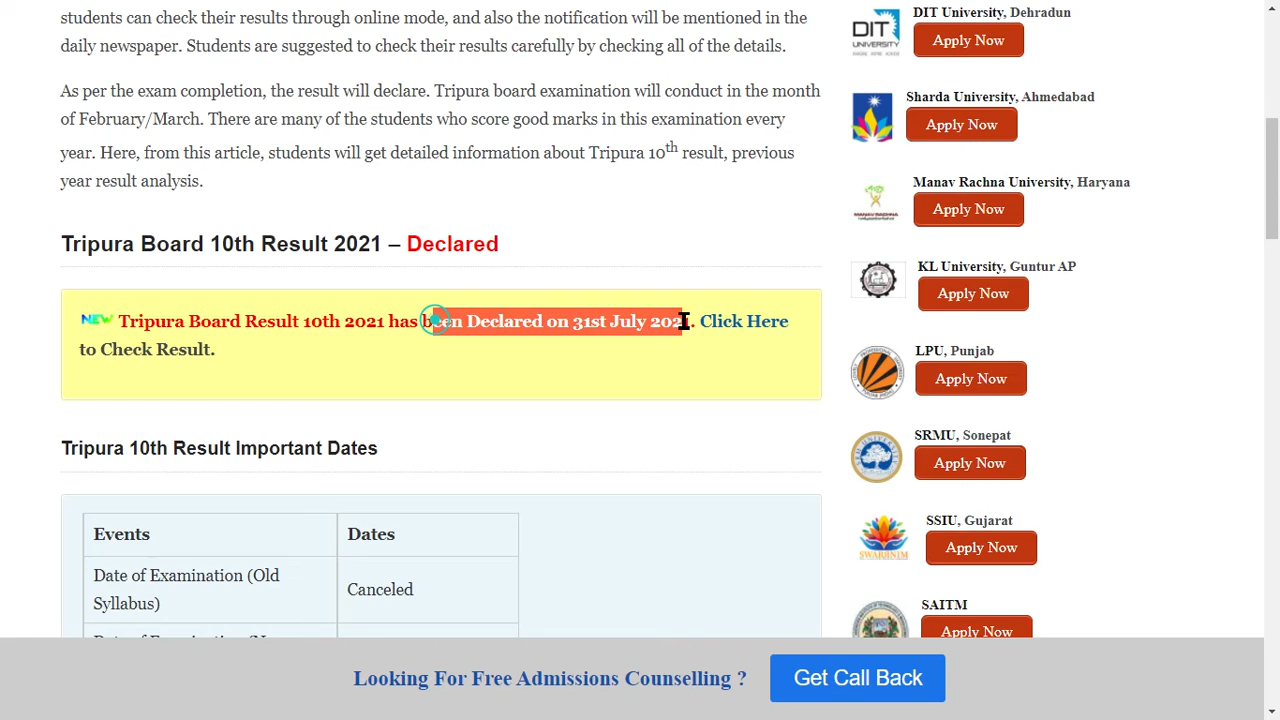 students can check their results through online mode, and also the notification will be mentioned in the
daily newspaper. Students are suggested to check their results carefully by checking all of the details.
As per the exam completion, the result will declare. Tripura board examination will conduct in the month
of February/March. There are many of the students who score good marks in this examination every
year. Here, from this article, students will get detailed information about Tripura 10th result, previous
year result analysis.
Tripura Board 10th Result 2021 – Declared
NEW Tripura Board Result 10th 2021 has been Declared on 31st July 2021. Click Here
to Check Result.
Tripura 10th Result Important Dates
Events Dates
Date of Examination (Old Canceled
Syllabus)
DIT University, Dehradun
DIT
UNIVERSITY
Apply Now
Sharda University, Ahmedabad
Apply Now
Manav Rachna University, Haryana
MANAV RACHNA
Apply Now
KL University, Guntur AP
Apply Now
LPU, Punjab
Apply Now
SRMU, Sonepat
Apply Now
SSIU, Gujarat
SWARRNIM
Apply Now
SAITM
Apply Now
Looking For Free Admissions Counselling ? Get Call Back